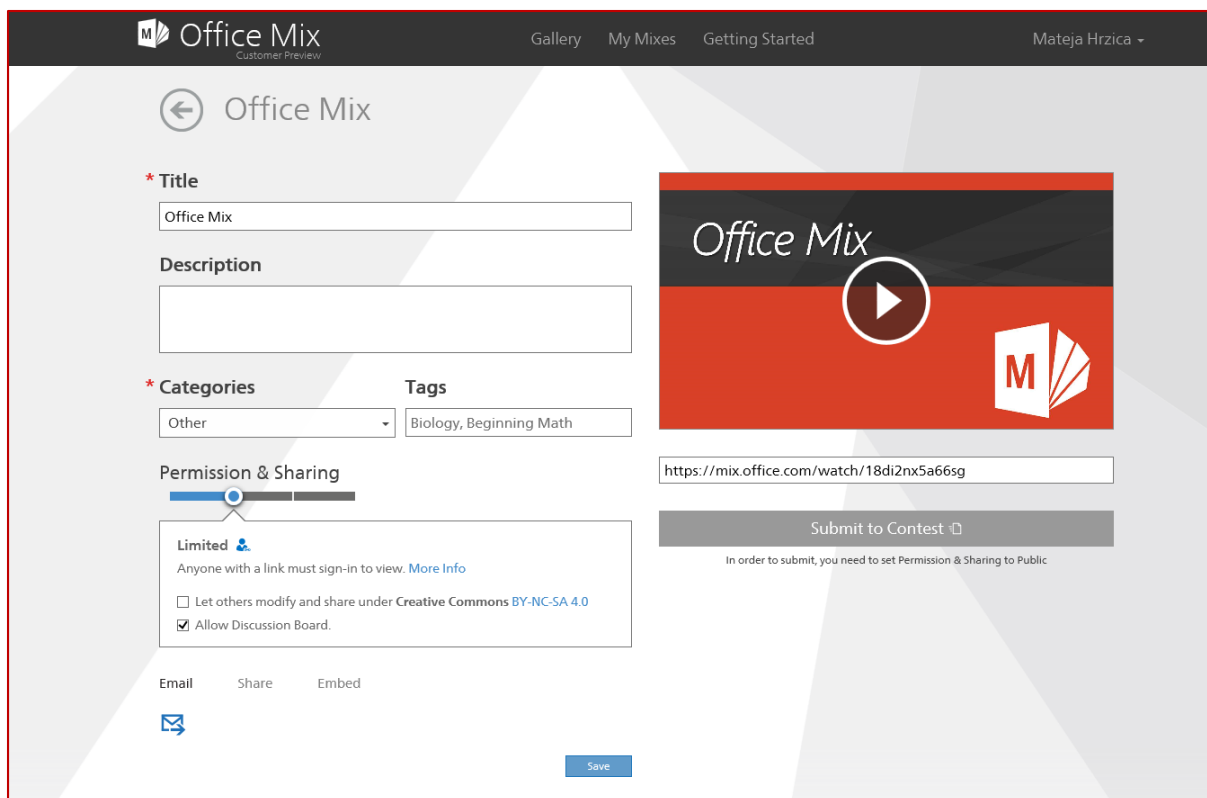 M Office Mix
Customer Preview
Gallery My Mixes Getting Started Mateja Hrzica
Office Mix
* Title
Office Mix
Description
* Categories Tags
Other Biology, Beginning Math
Permission & Sharing
Limited
Anyone with a link must sign-in to view. More Info
Let others modify and share under Creative Commons BY-NC-SA 4.0
Allow Discussion Board.
Email Share Embed
Save
Office Mix
M
https://mix.office.com/watch/18di2nx5a66sg
Submit to Contest
In order to submit, you need to set Permission & Sharing to Public